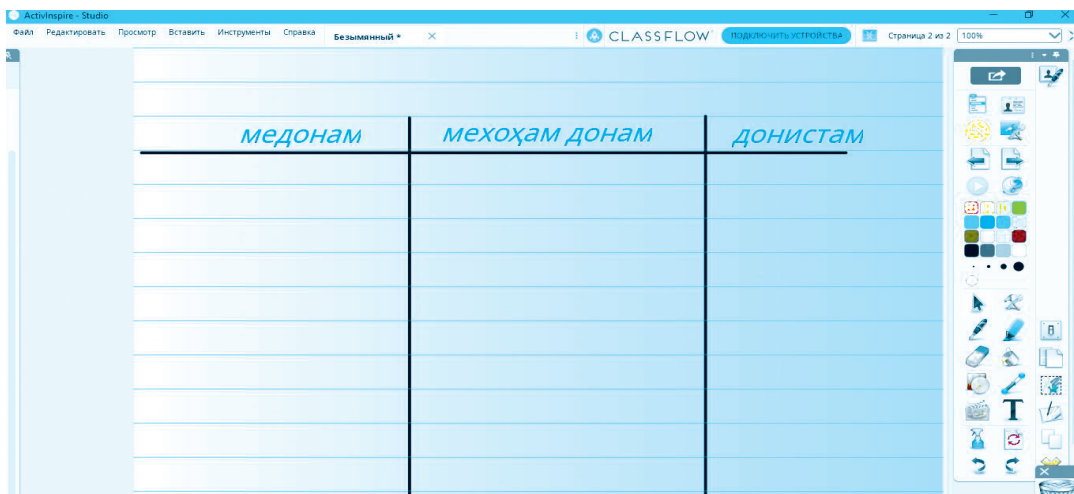 ActivInspire - Studio
Файл Редактировать Просмотр Вставить Инструменты Справка Безымянный * CLASSFLOW ПОДКЛЮЧИТЬ УСТРОЙСТВА Страница 2 из 2 100%
медонам мехоҳам донам донистам